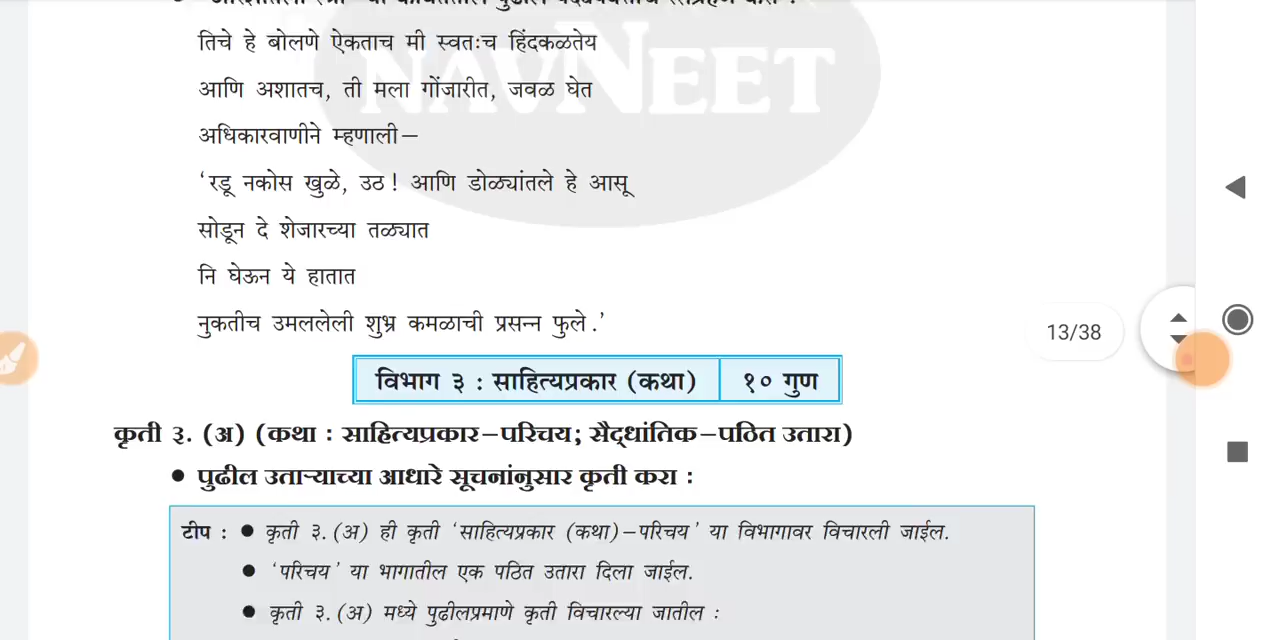 तिचे हे बोलणे ऐकताच मी स्वतःच हिंदकळतेय
NAVNEET
आणि अशातच, ती मला गोंजारीत, जवळ घेत
अधिकारवाणीने म्हणाली–
‘रडू नकोस खुळे, उठ! आणि डोळ्यांतले हे आसू
सोडून दे शेजारच्या तळ्यात
नि घेऊन ये हातात
नुकतीच उमललेली शुभ्र कमळाची प्रसन्न फुले.’
13/38
विभाग ३ : साहित्यप्रकार (कथा) १० गुण
कृती ३. (अ) (कथा : साहित्यप्रकार–परिचय; सैद्धांतिक–पठित उतारा)
● पुढील उताऱ्याच्या आधारे सूचनांनुसार कृती करा :
टीप : ● कृती ३. (अ) ही कृती ‘साहित्यप्रकार (कथा)–परिचय’ या विभागावर विचारली जाईल.
● ‘परिचय’ या भागातील एक पठित उतारा दिला जाईल.
● कृती ३. (अ) मध्ये पुढीलप्रमाणे कृती विचारल्या जातील :